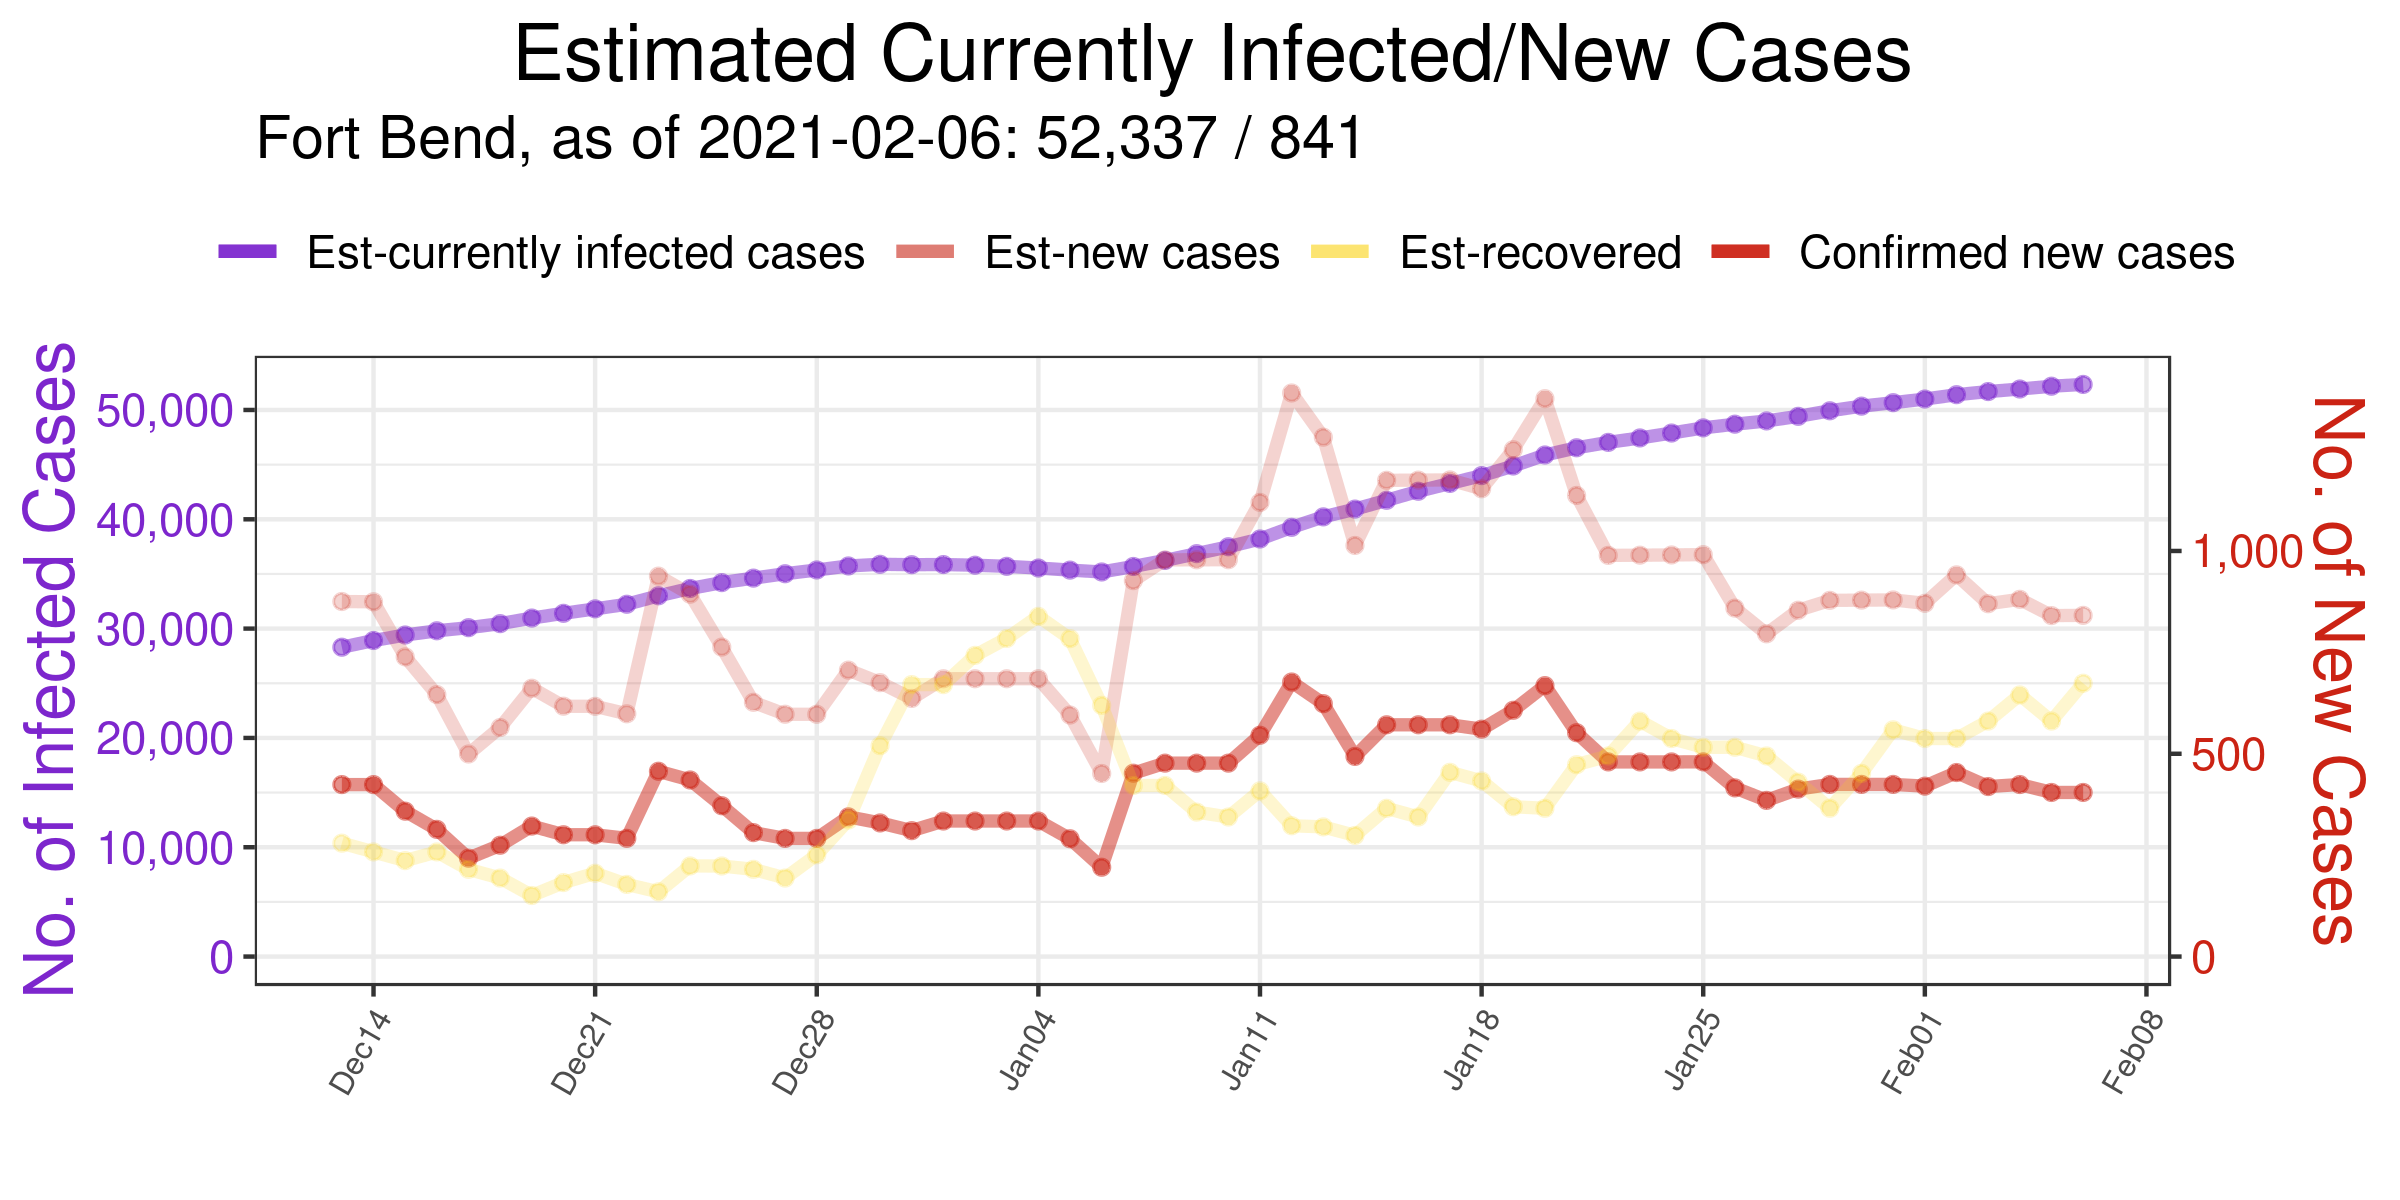 Estimated Currently Infected/New Cases
Fort Bend, as of 2021-02-06: 52,337 / 841
Est-currently infected cases Est-new cases Est-recovered Confirmed new cases
No. of Infected Cases
50,000
40,000
30,000
20,000
10,000
0
No. of New Cases
1,000
500
0
Dec14 Dec21 Dec28 Jan04 Jan11 Jan18 Jan25 Feb01 Feb08